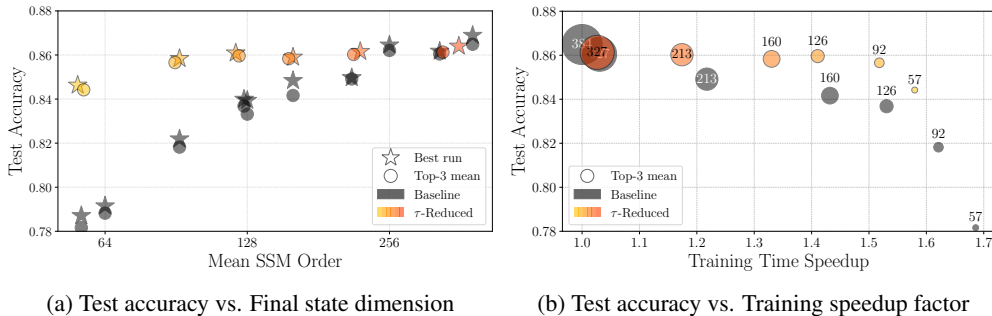 0.88
0.86
0.84
0.82
0.80
0.78
Test Accuracy
64
128
256
Mean SSM Order
Best run
Top-3 mean
Baseline
τ-Reduced
(a) Test accuracy vs. Final state dimension
0.88
0.86
0.84
0.82
0.80
0.78
Test Accuracy
384
327
213
213
160
160
126
126
92
92
57
57
1.0
1.1
1.2
1.3
1.4
1.5
1.6
1.7
Training Time Speedup
Top-3 mean
Baseline
τ-Reduced
(b) Test accuracy vs. Training speedup factor